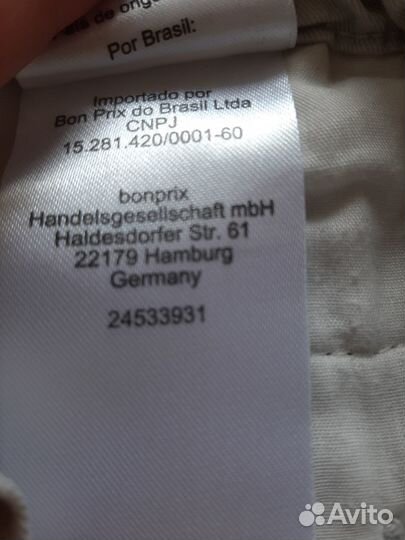 Por Brasil:
Importado por
Bon Prix do Brasil Ltda
CNPJ
15.281.420/0001-60
bonprix
Handelsgesellschaft mbH
Haldesdorfer Str. 61
22179 Hamburg
Germany
24533931
Avito